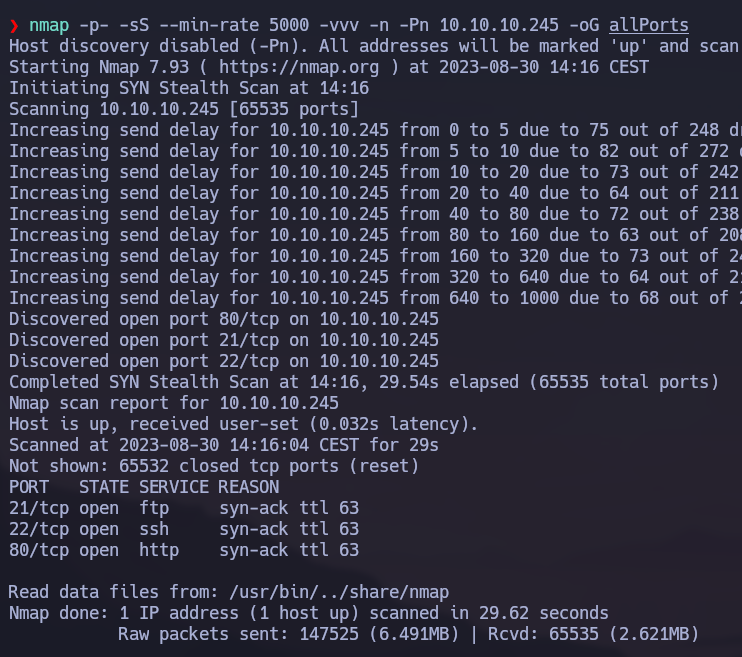 ❯ nmap -p- -sS --min-rate 5000 -vvv -n -Pn 10.10.10.245 -oG allPorts
Host discovery disabled (-Pn). All addresses will be marked 'up' and scan
Starting Nmap 7.93 ( https://nmap.org ) at 2023-08-30 14:16 CEST
Initiating SYN Stealth Scan at 14:16
Scanning 10.10.10.245 [65535 ports]
Increasing send delay for 10.10.10.245 from 0 to 5 due to 75 out of 248
Increasing send delay for 10.10.10.245 from 5 to 10 due to 82 out of 272
Increasing send delay for 10.10.10.245 from 10 to 20 due to 73 out of 242
Increasing send delay for 10.10.10.245 from 20 to 40 due to 64 out of 211
Increasing send delay for 10.10.10.245 from 40 to 80 due to 72 out of 238
Increasing send delay for 10.10.10.245 from 80 to 160 due to 63 out of
Increasing send delay for 10.10.10.245 from 160 to 320 due to 73 out of
Increasing send delay for 10.10.10.245 from 320 to 640 due to 64 out of
Increasing send delay for 10.10.10.245 from 640 to 1000 due to 68 out of
Discovered open port 80/tcp on 10.10.10.245
Discovered open port 21/tcp on 10.10.10.245
Discovered open port 22/tcp on 10.10.10.245
Completed SYN Stealth Scan at 14:16, 29.54s elapsed (65535 total ports)
Nmap scan report for 10.10.10.245
Host is up, received user-set (0.032s latency).
Scanned at 2023-08-30 14:16:04 CEST for 29s
Not shown: 65532 closed tcp ports (reset)
PORT   STATE SERVICE REASON
21/tcp open  ftp     syn-ack ttl 63
22/tcp open  ssh     syn-ack ttl 63
80/tcp open  http    syn-ack ttl 63
Read data files from: /usr/bin/../share/nmap
Nmap done: 1 IP address (1 host up) scanned in 29.62 seconds
Raw packets sent: 147525 (6.491MB) | Rcvd: 65535 (2.621MB)